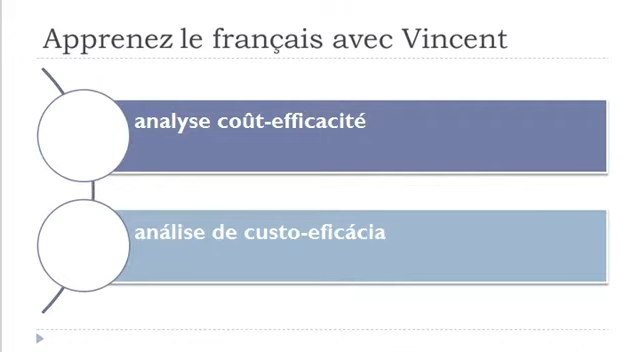 Apprenez le français avec Vincent
analyse coût-efficacité
análise de custo-eficácia